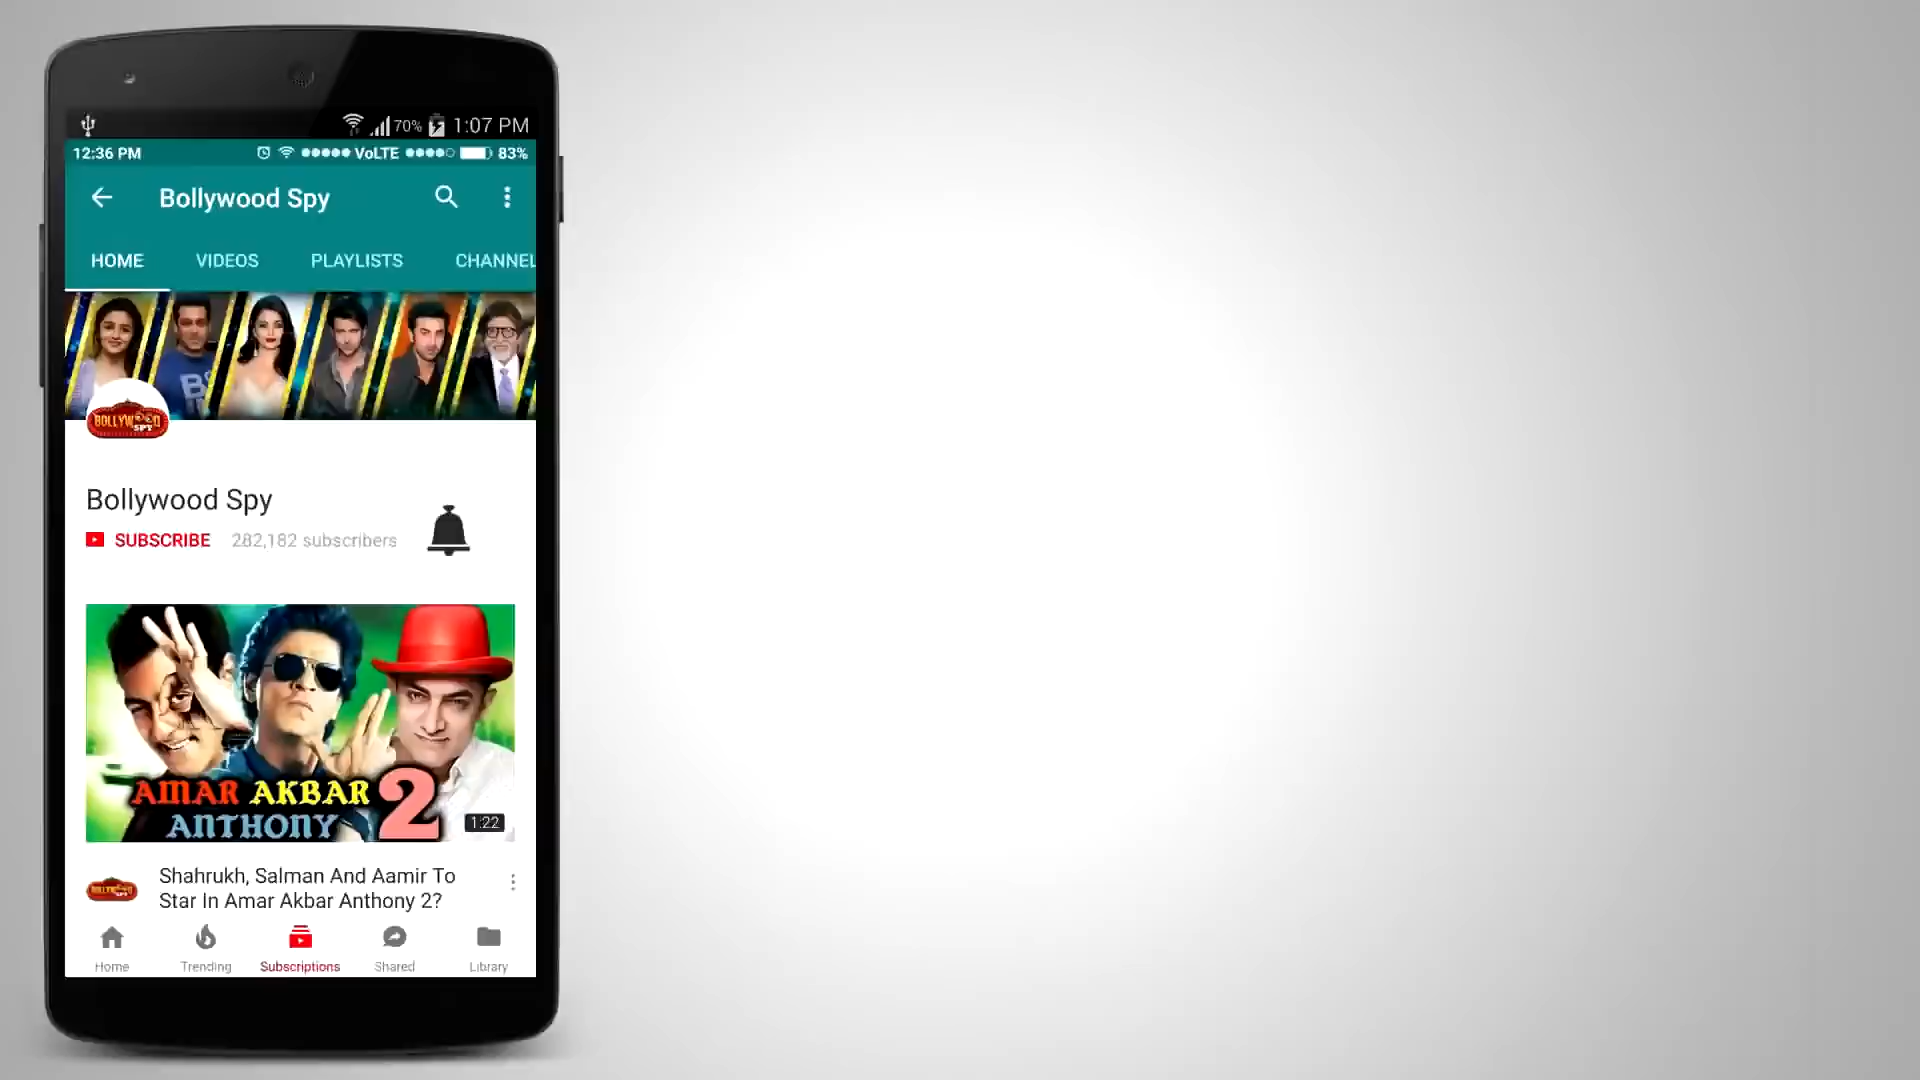 70% 1:07 PM
12:36 PM VoLTE 83%
Bollywood Spy
HOME VIDEOS PLAYLISTS CHANNEL
BOLLYWOOD
SPY
Bollywood Spy
SUBSCRIBE 282,182 subscribers
AMAR AKBAR
ANTHONY 2
1:22
Shahrukh, Salman And Aamir To
Star In Amar Akbar Anthony 2?
Home Trending Subscriptions Shared Library